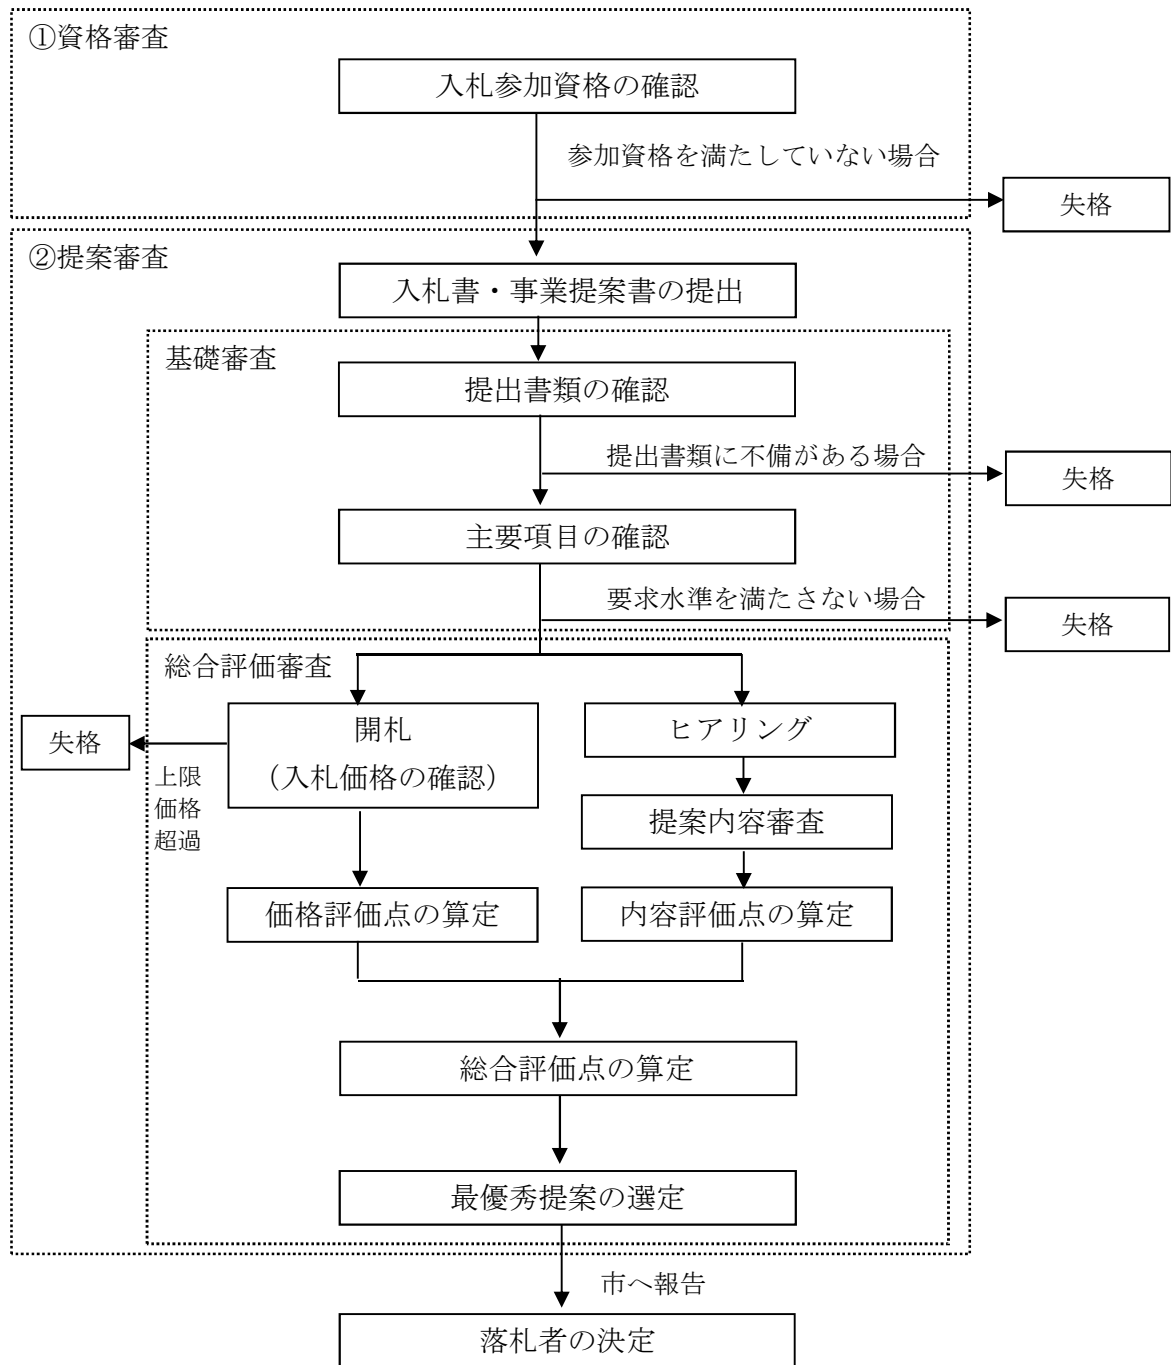 ①資格審査
入札参加資格の確認
参加資格を満たしていない場合
失格
②提案審査
入札書・事業提案書の提出
基礎審査
提出書類の確認
提出書類に不備がある場合
失格
主要項目の確認
要求水準を満たさない場合
失格
総合評価審査
開札
（入札価格の確認）
失格
上限
価格
超過
ヒアリング
提案内容審査
価格評価点の算定
内容評価点の算定
総合評価点の算定
最優秀提案の選定
市へ報告
落札者の決定